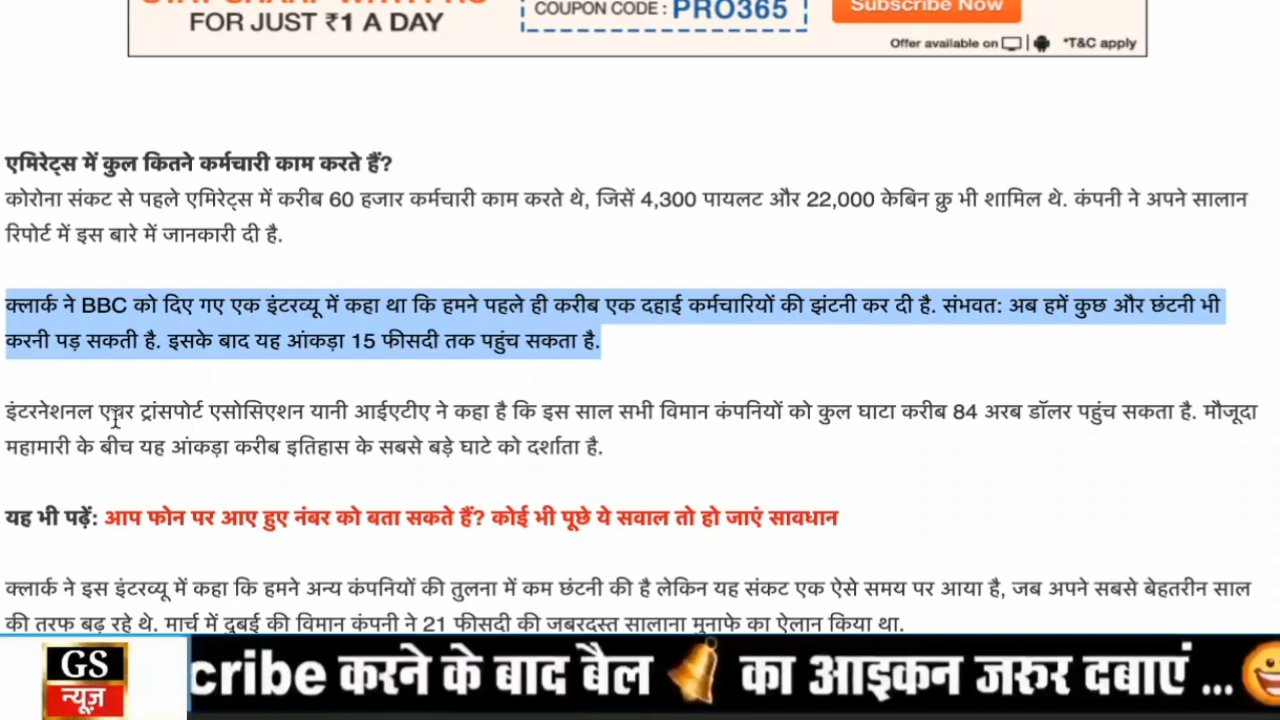 STAY SHARP WITH PRO
FOR JUST ₹1 A DAY
COUPON CODE : PRO365
Subscribe Now
Offer available on | *T&C apply
एमिरेट्स में कुल कितने कर्मचारी काम करते हैं?
कोरोना संकट से पहले एमिरेट्स में करीब 60 हजार कर्मचारी काम करते थे, जिसें 4,300 पायलट और 22,000 केबिन क्रु भी शामिल थे. कंपनी ने अपने सालान
रिपोर्ट में इस बारे में जानकारी दी है.
क्लार्क ने BBC को दिए गए एक इंटरव्यू में कहा था कि हमने पहले ही करीब एक दहाई कर्मचारियों की झंटनी कर दी है. संभवत: अब हमें कुछ और छंटनी भी
करनी पड़ सकती है. इसके बाद यह आंकड़ा 15 फीसदी तक पहुंच सकता है.
इंटरनेशनल एयर ट्रांसपोर्ट एसोसिएशन यानी आईएटीए ने कहा है कि इस साल सभी विमान कंपनियों को कुल घाटा करीब 84 अरब डॉलर पहुंच सकता है. मौजूदा
महामारी के बीच यह आंकड़ा करीब इतिहास के सबसे बड़े घाटे को दर्शाता है.
यह भी पढ़ें: आप फोन पर आए हुए नंबर को बता सकते हैं? कोई भी पूछे ये सवाल तो हो जाएं सावधान
क्लार्क ने इस इंटरव्यू में कहा कि हमने अन्य कंपनियों की तुलना में कम छंटनी की है लेकिन यह संकट एक ऐसे समय पर आया है, जब अपने सबसे बेहतरीन साल
की तरफ बढ़ रहे थे. मार्च में दुबई की विमान कंपनी ने 21 फीसदी की जबरदस्त सालाना मुनाफे का ऐलान किया था.
GS
न्यूज़
cribe करने के बाद बैल का आइकन जरुर दबाएं ...